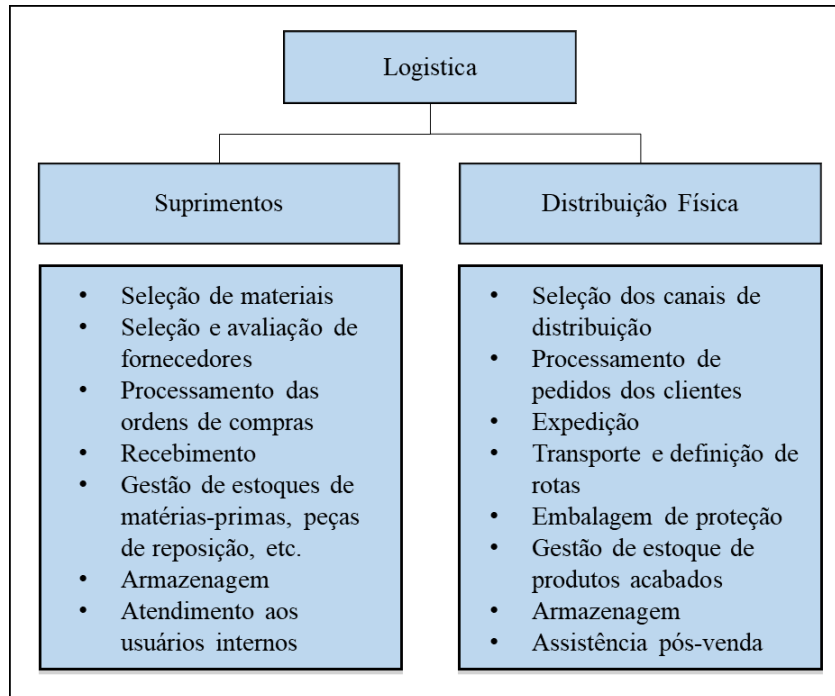 Logistica
Suprimentos
Distribuição Física
• Seleção de materiais
• Seleção e avaliação de
fornecedores
• Processamento das
ordens de compras
• Recebimento
• Gestão de estoques de
matérias-primas, peças
de reposição, etc.
• Armazenagem
• Atendimento aos
usuários internos
• Seleção dos canais de
distribuição
• Processamento de
pedidos dos clientes
• Expedição
• Transporte e definição de
rotas
• Embalagem de proteção
• Gestão de estoque de
produtos acabados
• Armazenagem
• Assistência pós-venda